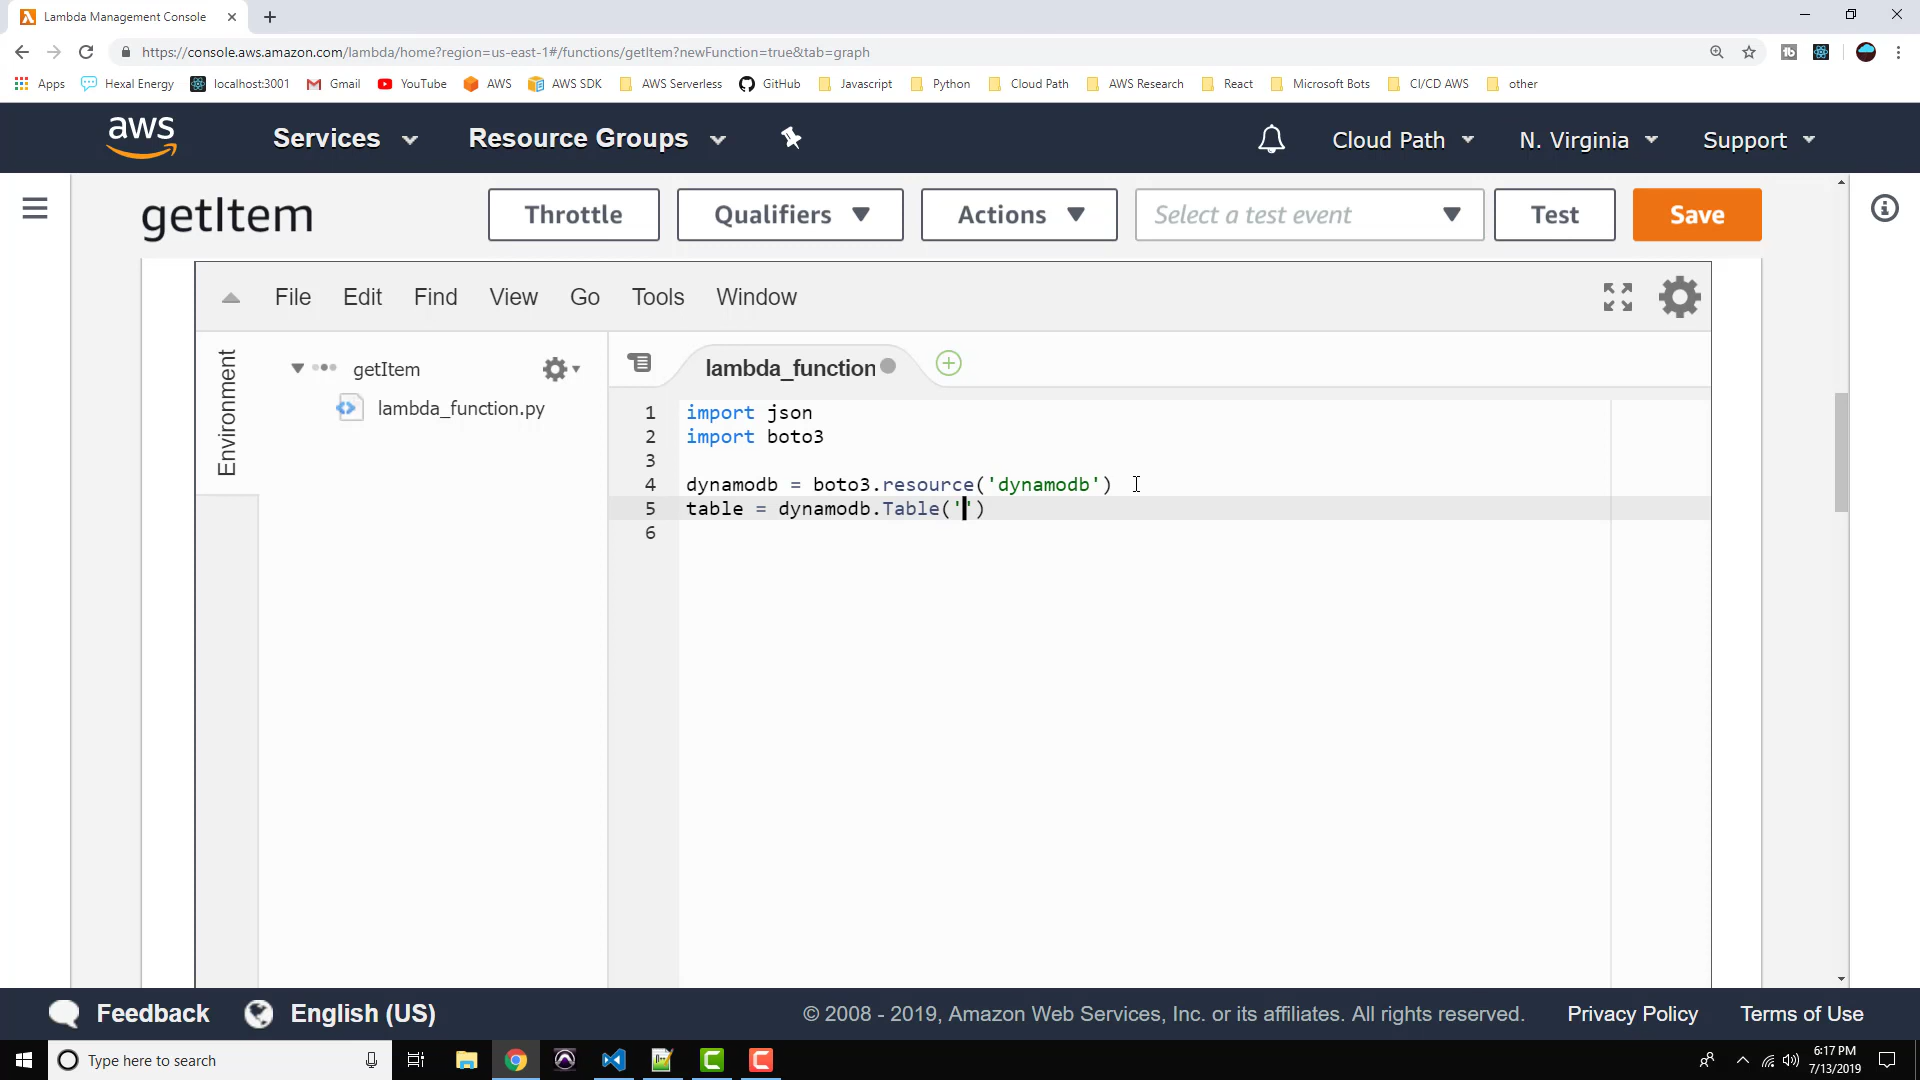 Lambda Management Console
https://console.aws.amazon.com/lambda/home?region=us-east-1#/functions/getItem?newFunction=true&tab=graph
Apps Hexal Energy localhost:3001 Gmail YouTube AWS AWS SDK AWS Serverless GitHub Javascript Python Cloud Path AWS Research React Microsoft Bots CI/CD AWS other
aws Services Resource Groups Cloud Path N. Virginia Support
getItem Throttle Qualifiers Actions Select a test event Test Save
File Edit Find View Go Tools Window
Environment
getItem
lambda_function.py
lambda_function
1 import json
2 import boto3
3
4 dynamodb = boto3.resource('dynamodb')
5 table = dynamodb.Table('')
6
Feedback English (US) © 2008 - 2019, Amazon Web Services, Inc. or its affiliates. All rights reserved. Privacy Policy Terms of Use
Type here to search
6:17 PM
7/13/2019